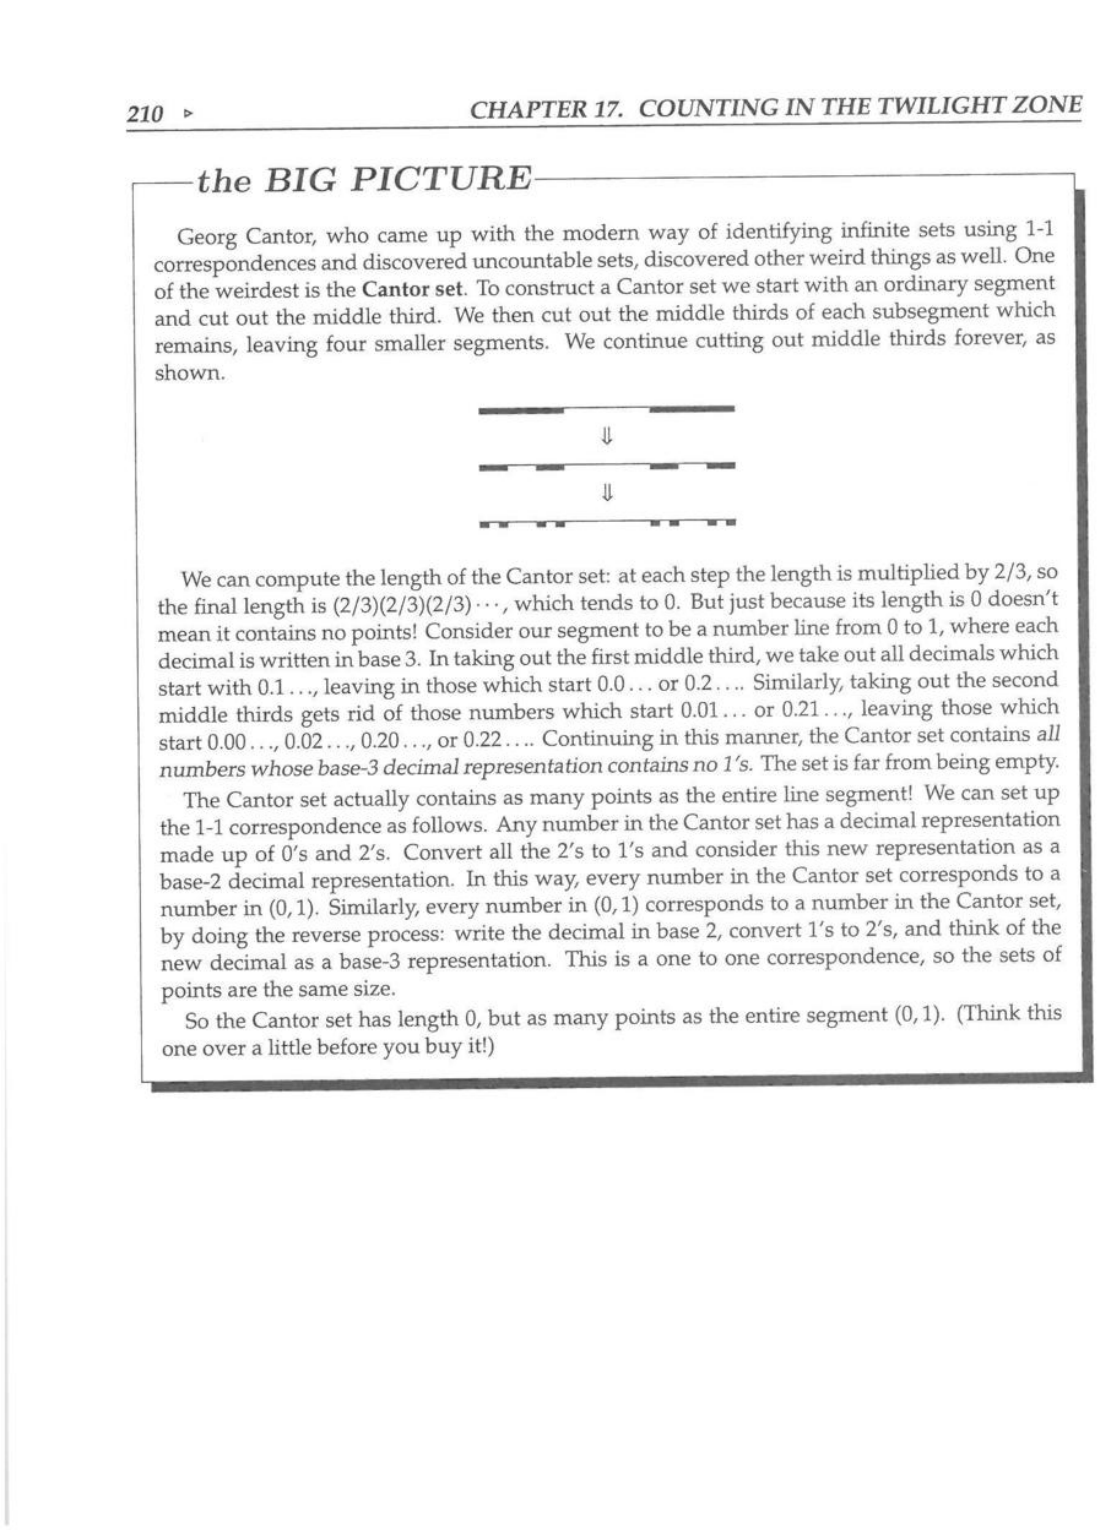 210 ▷ CHAPTER 17. COUNTING IN THE TWILIGHT ZONE
the BIG PICTURE
Georg Cantor, who came up with the modern way of identifying infinite sets using 1-1
correspondences and discovered uncountable sets, discovered other weird things as well. One
of the weirdest is the Cantor set. To construct a Cantor set we start with an ordinary segment
and cut out the middle third. We then cut out the middle thirds of each subsegment which
remains, leaving four smaller segments. We continue cutting out middle thirds forever, as
shown.
⇓
⇓
We can compute the length of the Cantor set: at each step the length is multiplied by 2/3, so
the final length is (2/3)(2/3)(2/3) · · ·, which tends to 0. But just because its length is 0 doesn't
mean it contains no points! Consider our segment to be a number line from 0 to 1, where each
decimal is written in base 3. In taking out the first middle third, we take out all decimals which
start with 0.1 . . ., leaving in those which start 0.0 . . . or 0.2 . . . . Similarly, taking out the second
middle thirds gets rid of those numbers which start 0.01 . . . or 0.21 . . ., leaving those which
start 0.00 . . ., 0.02 . . ., 0.20 . . ., or 0.22 . . . . Continuing in this manner, the Cantor set contains all
numbers whose base-3 decimal representation contains no 1's. The set is far from being empty.
The Cantor set actually contains as many points as the entire line segment! We can set up
the 1-1 correspondence as follows. Any number in the Cantor set has a decimal representation
made up of 0's and 2's. Convert all the 2's to 1's and consider this new representation as a
base-2 decimal representation. In this way, every number in the Cantor set corresponds to a
number in (0, 1). Similarly, every number in (0, 1) corresponds to a number in the Cantor set,
by doing the reverse process: write the decimal in base 2, convert 1's to 2's, and think of the
new decimal as a base-3 representation. This is a one to one correspondence, so the sets of
points are the same size.
So the Cantor set has length 0, but as many points as the entire segment (0, 1). (Think this
one over a little before you buy it!)